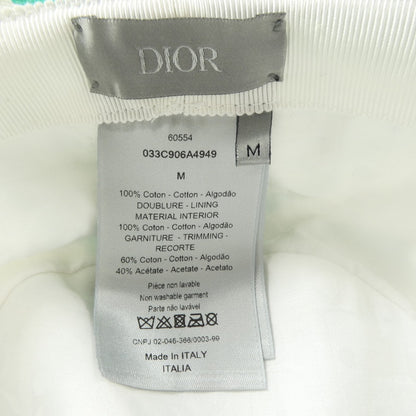 DIOR
60554
033C906A4949
M
M
100% Coton - Cotton - Algodão
DOUBLURE - LINING
MATERIAL INTERIOR
100% Coton - Cotton - Algodão
GARNITURE - TRIMMING -
RECORTE
60% Coton - Cotton - Algodão
40% Acétate - Acetate - Acetato
Pièce non lavable
Non washable garment
Parte não lavável
CNPJ 02-046-366/0003-99
Made In ITALY
ITALIA